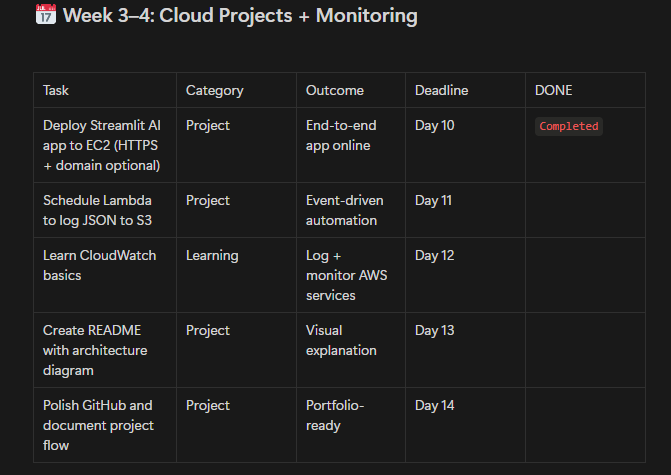 JUL
17 Week 3–4: Cloud Projects + Monitoring
Task Category Outcome Deadline DONE
Deploy Streamlit AI
app to EC2 (HTTPS
+ domain optional)
Project
End-to-end
app online
Day 10
Completed
Schedule Lambda
to log JSON to S3
Project
Event-driven
automation
Day 11
Learn CloudWatch
basics
Learning
Log +
monitor AWS
services
Day 12
Create README
with architecture
diagram
Project
Visual
explanation
Day 13
Polish GitHub and
document project
flow
Project
Portfolio-
ready
Day 14